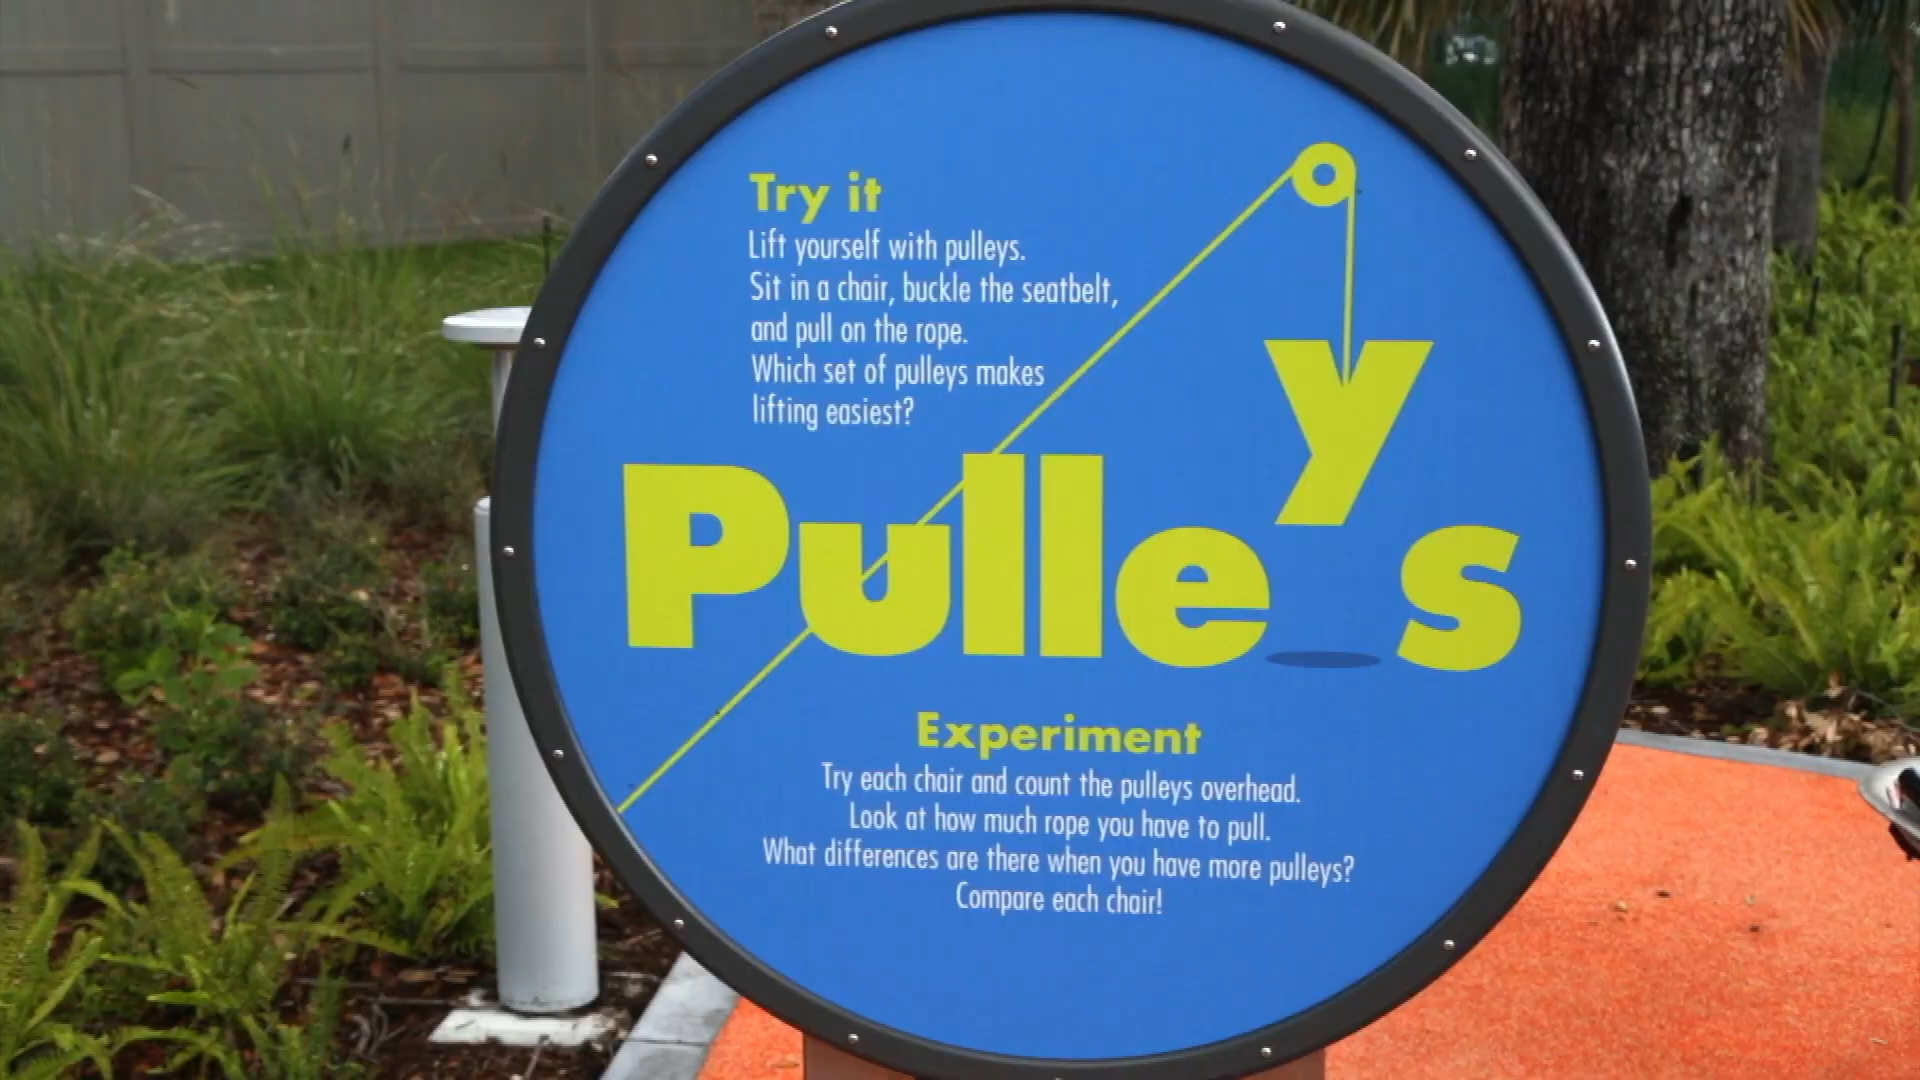 Try it
Lift yourself with pulleys.
Sit in a chair, buckle the seatbelt,
and pull on the rope.
Which set of pulleys makes
lifting easiest?
Pulleys
Experiment
Try each chair and count the pulleys overhead.
Look at how much rope you have to pull.
What differences are there when you have more pulleys?
Compare each chair!